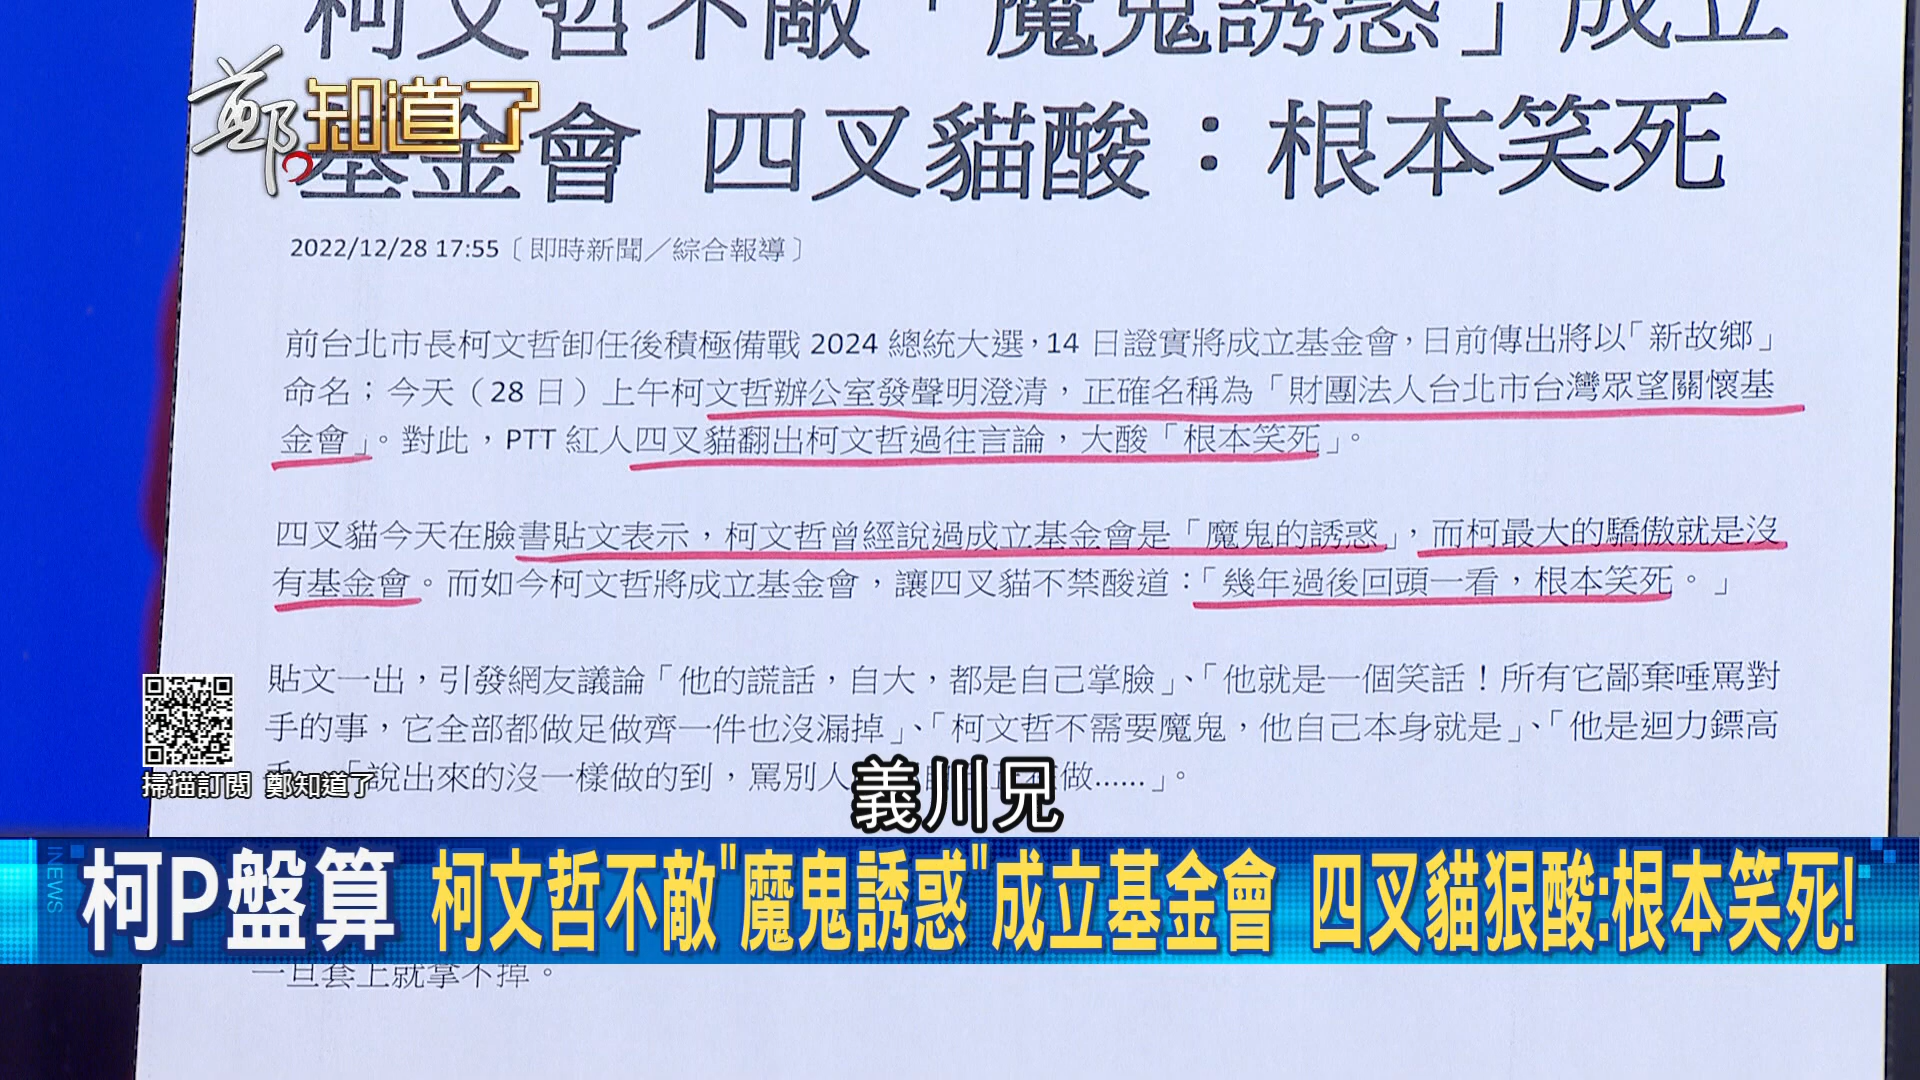 柯文哲不敵「魔鬼誘惑」成立
鄭知道了
基金會 四叉貓酸：根本笑死
2022/12/28 17:55〔即時新聞／綜合報導〕
前台北市長柯文哲卸任後積極備戰 2024 總統大選，14 日證實將成立基金會，日前傳出將以「新故鄉」
命名；今天（28 日）上午柯文哲辦公室發聲明澄清，正確名稱為「財團法人台北市台灣眾望關懷基
金會」。對此，PTT 紅人四叉貓翻出柯文哲過往言論，大酸「根本笑死」。
四叉貓今天在臉書貼文表示，柯文哲曾經說過成立基金會是「魔鬼的誘惑」，而柯最大的驕傲就是沒
有基金會。而如今柯文哲將成立基金會，讓四叉貓不禁酸道：「幾年過後回頭一看，根本笑死。」
貼文一出，引發網友議論「他的謊話，自大，都是自己掌臉」、「他就是一個笑話！所有它鄙棄唾罵對
手的事，它全部都做足做齊一件也沒漏掉」、「柯文哲不需要魔鬼，他自己本身就是」、「他是迴力鏢高
「說出來的沒一樣做的到，罵別人做......」。
掃描訂閱 鄭知道了
義川兄
INEWS
柯P盤算 柯文哲不敵"魔鬼誘惑"成立基金會 四叉貓狠酸:根本笑死!
一旦套上就拿不掉。